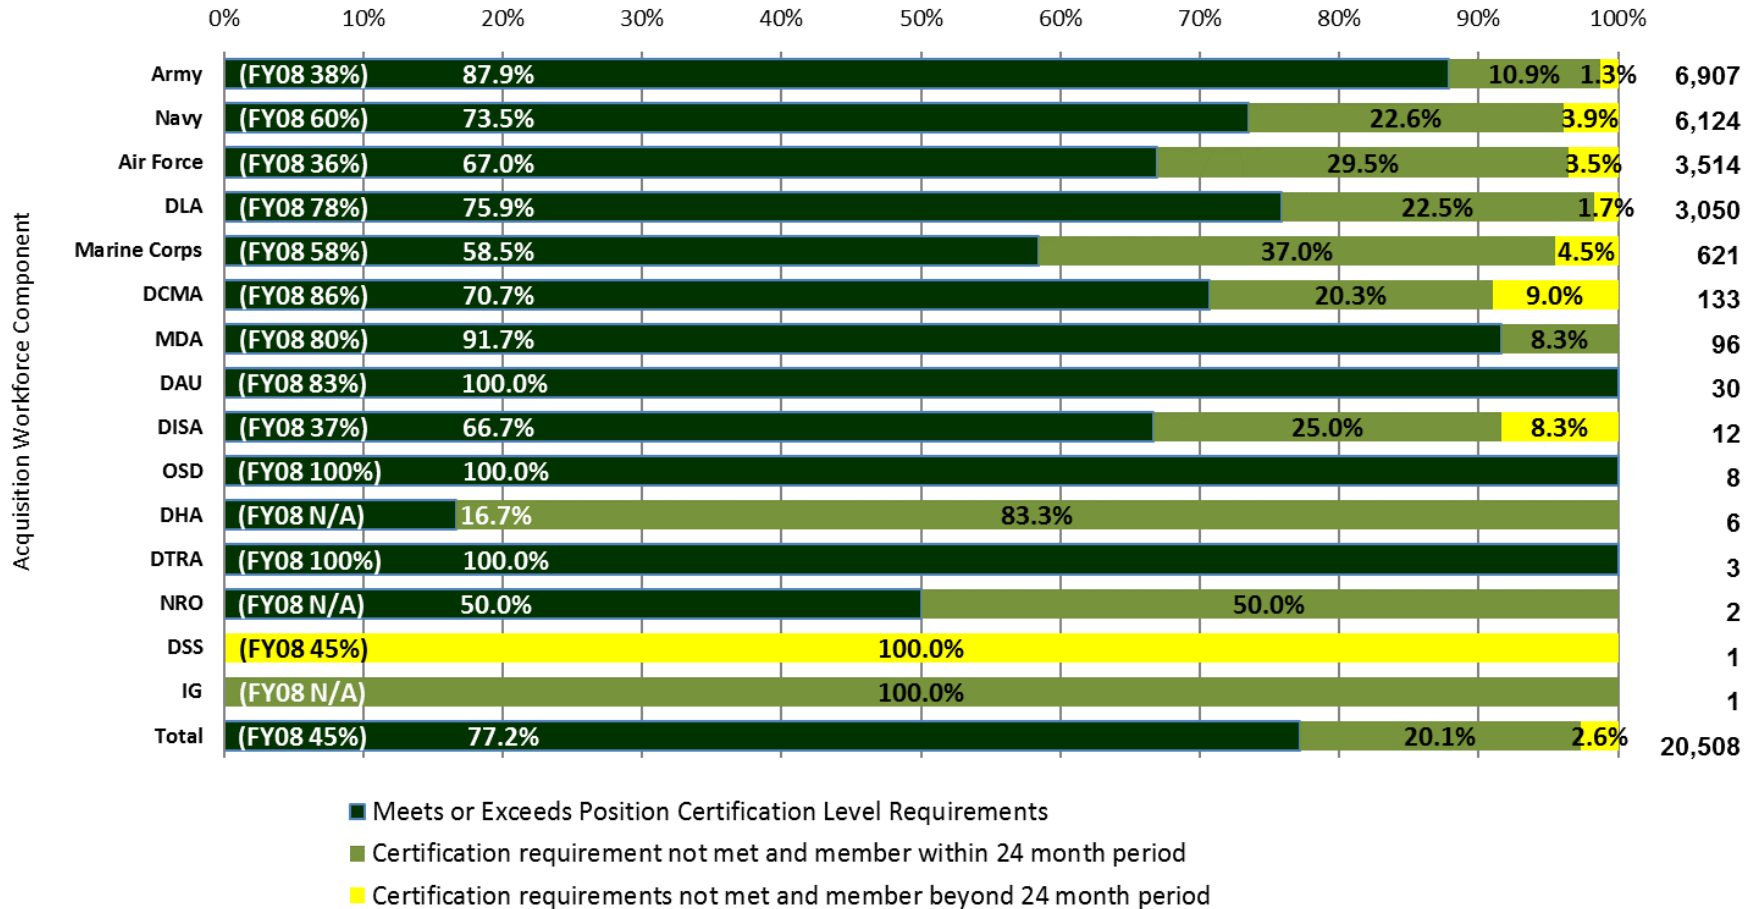 0% 10% 20% 30% 40% 50% 60% 70% 80% 90% 100%
Acquisition Workforce Component
Army (FY08 38%) 87.9% 10.9% 1.3% 6,907
Navy (FY08 60%) 73.5% 22.6% 3.9% 6,124
Air Force (FY08 36%) 67.0% 29.5% 3.5% 3,514
DLA (FY08 78%) 75.9% 22.5% 1.7% 3,050
Marine Corps (FY08 58%) 58.5% 37.0% 4.5% 621
DCMA (FY08 86%) 70.7% 20.3% 9.0% 133
MDA (FY08 80%) 91.7% 8.3% 96
DAU (FY08 83%) 100.0% 30
DISA (FY08 37%) 66.7% 25.0% 8.3% 12
OSD (FY08 100%) 100.0% 8
DHA (FY08 N/A) 16.7% 83.3% 6
DTRA (FY08 100%) 100.0% 3
NRO (FY08 N/A) 50.0% 50.0% 2
DSS (FY08 45%) 100.0% 1
IG (FY08 N/A) 100.0% 1
Total (FY08 45%) 77.2% 20.1% 2.6% 20,508
Meets or Exceeds Position Certification Level Requirements
Certification requirement not met and member within 24 month period
Certification requirements not met and member beyond 24 month period